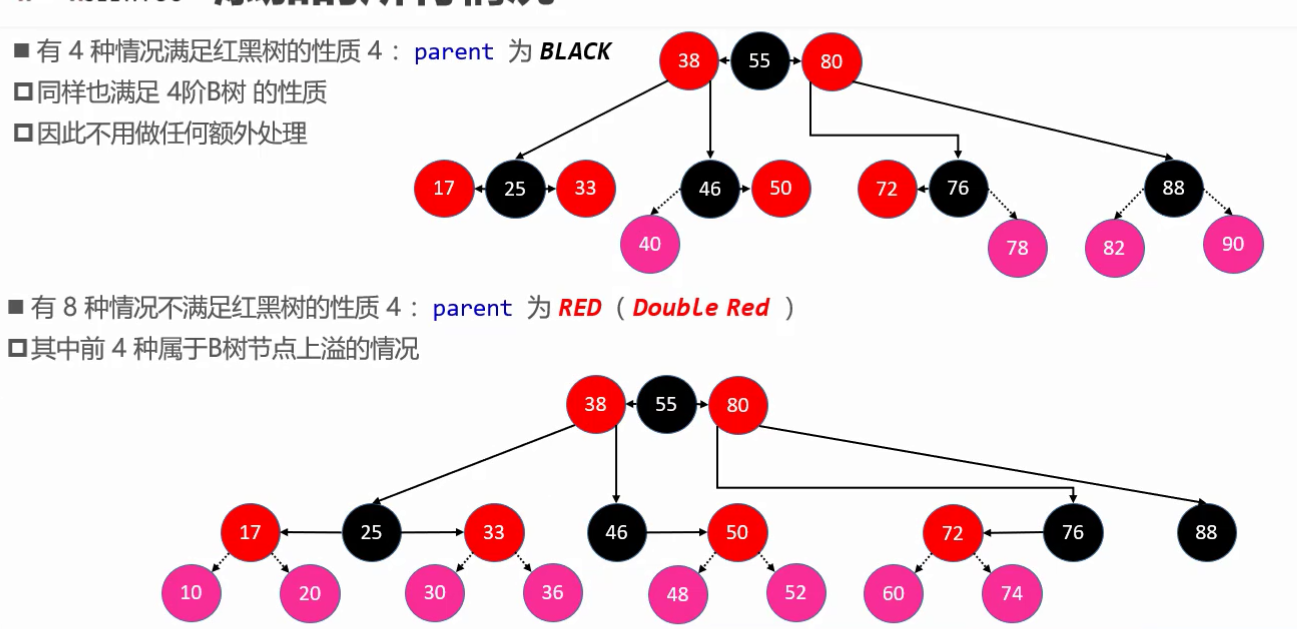 ■ 有 4 种情况满足红黑树的性质 4 : parent 为 BLACK
同样也满足 4阶B树 的性质
因此不用做任何额外处理
38 55 80
17 25 33 46 50 72 76 88
40 78 82 90
■ 有 8 种情况不满足红黑树的性质 4 : parent 为 RED ( Double Red )
其中前 4 种属于B树节点上溢的情况
38 55 80
17 25 33 46 50 72 76 88
10 20 30 36 48 52 60 74